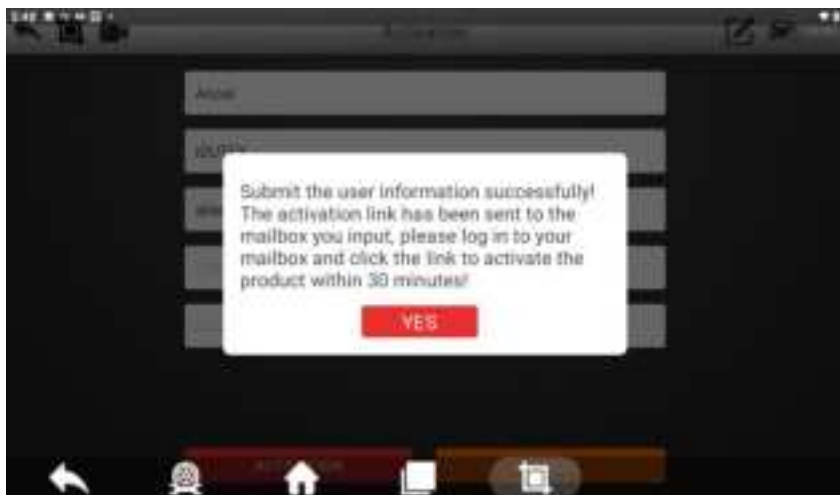 Activation
Submit the user information successfully!
The activation link has been sent to the
mailbox you input, please log in to your
mailbox and click the link to activate the
product within 30 minutes!
YES